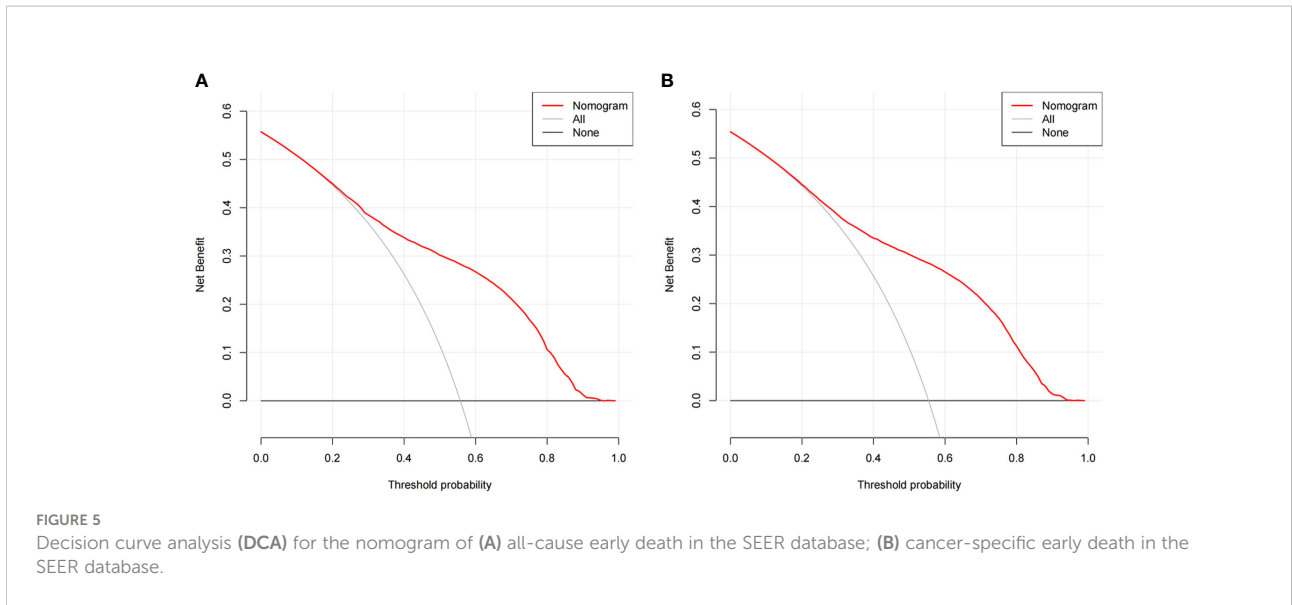 A
Nomogram
All
None
0.6
0.5
0.4
0.3
0.2
0.1
0.0
Net Benefit
0.0 0.2 0.4 0.6 0.8 1.0
Threshold probability
B
Nomogram
All
None
0.6
0.5
0.4
0.3
0.2
0.1
0.0
Net Benefit
0.0 0.2 0.4 0.6 0.8 1.0
Threshold probability
FIGURE 5
Decision curve analysis (DCA) for the nomogram of (A) all-cause early death in the SEER database; (B) cancer-specific early death in the
SEER database.